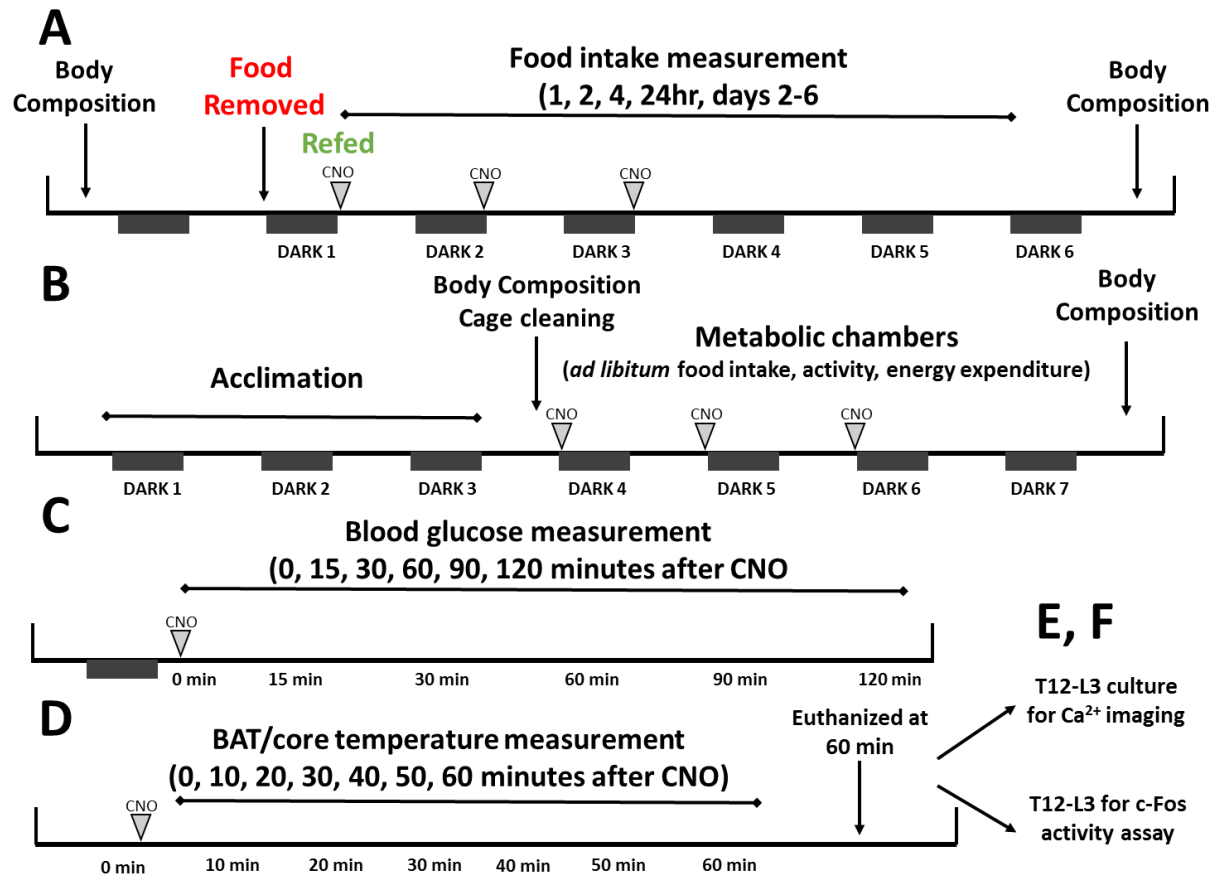 A
Body
Composition
Food
Removed
Refed
Food intake measurement
(1, 2, 4, 24hr, days 2-6
Body
Composition
CNO
CNO
CNO
DARK 1
DARK 2
DARK 3
DARK 4
DARK 5
DARK 6
B
Acclimation
Body Composition
Cage cleaning
Metabolic chambers
(ad libitum food intake, activity, energy expenditure)
Body
Composition
CNO
CNO
CNO
DARK 1
DARK 2
DARK 3
DARK 4
DARK 5
DARK 6
DARK 7
C
Blood glucose measurement
(0, 15, 30, 60, 90, 120 minutes after CNO
CNO
0 min
15 min
30 min
60 min
90 min
120 min
D
BAT/core temperature measurement
(0, 10, 20, 30, 40, 50, 60 minutes after CNO)
CNO
0 min
10 min
20 min
30 min
40 min
50 min
60 min
Euthanized at
60 min
E, F
T12-L3 culture
for Ca²⁺ imaging
T12-L3 for c-Fos
activity assay